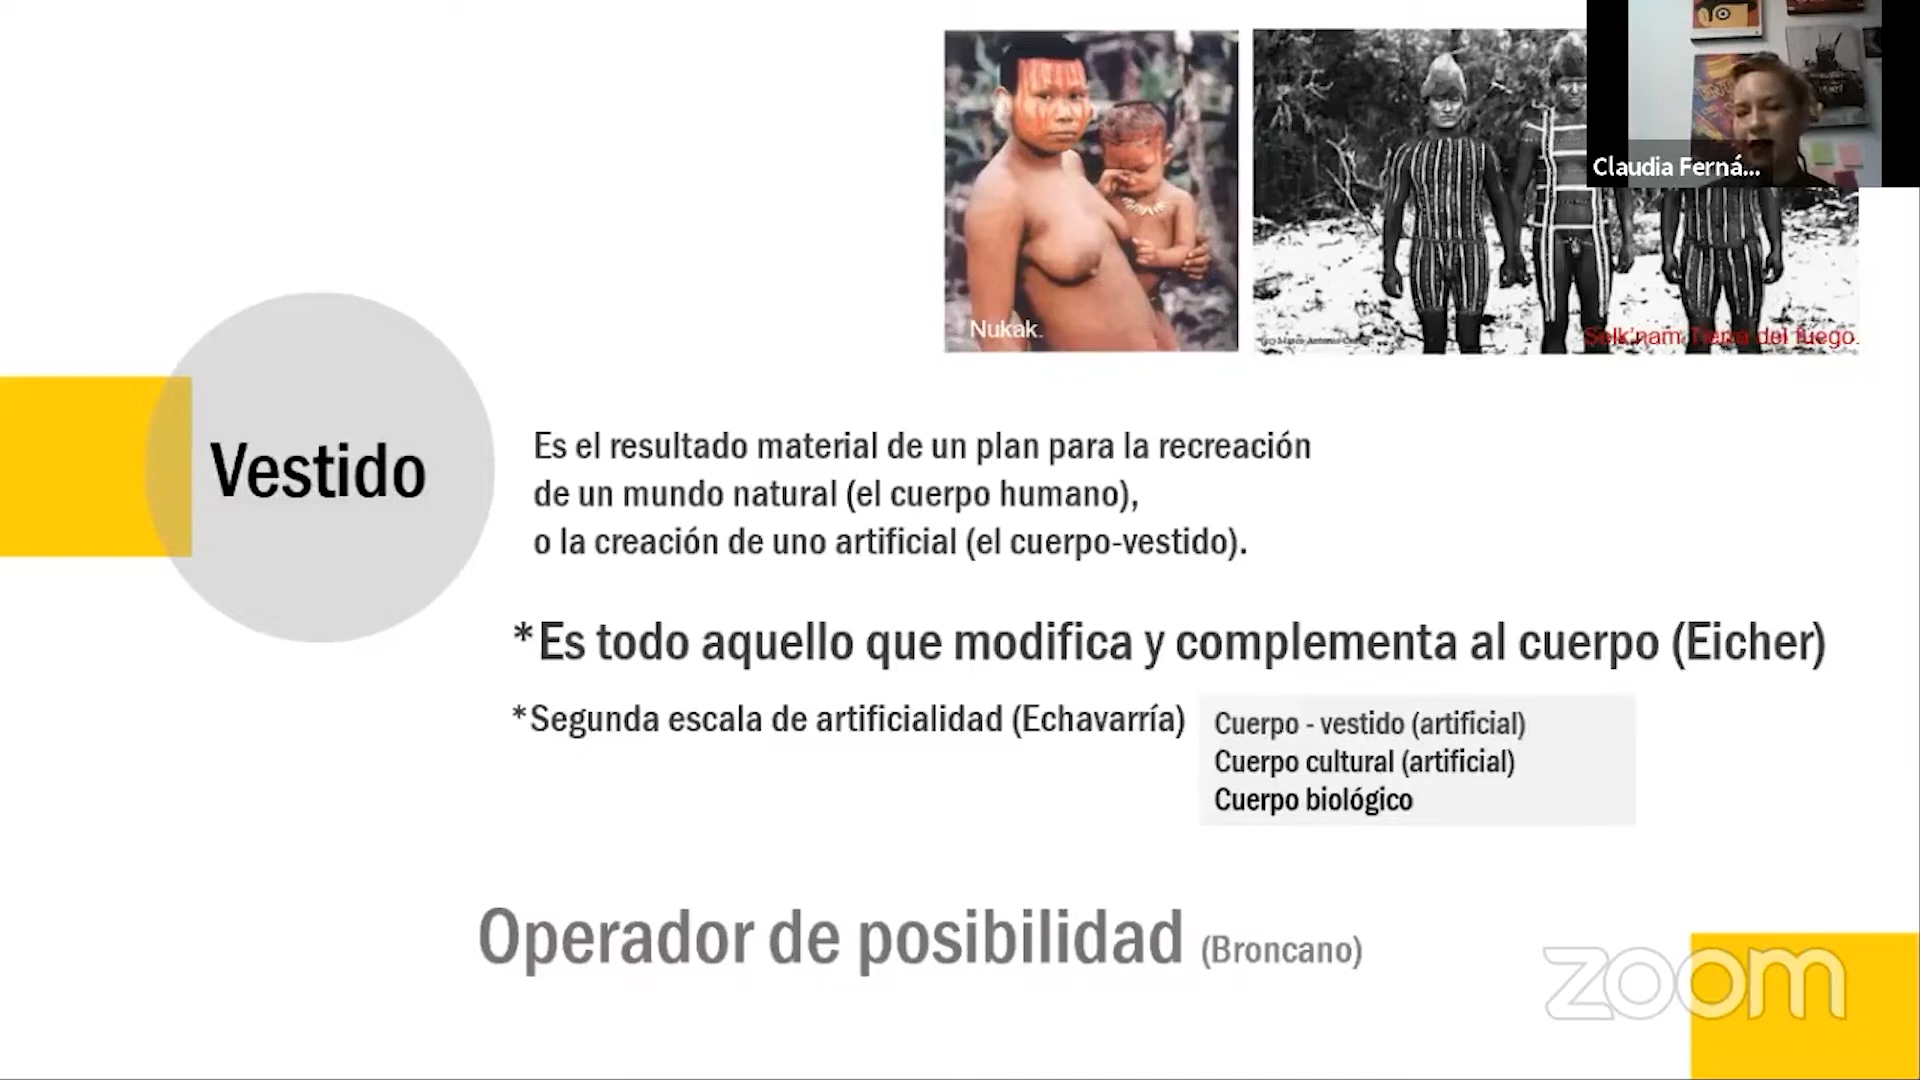 Claudia Ferná...
Nukak.
Selk'nam Tierra del fuego.
Vestido
Es el resultado material de un plan para la recreación
de un mundo natural (el cuerpo humano),
o la creación de uno artificial (el cuerpo-vestido).
*Es todo aquello que modifica y complementa al cuerpo (Eicher)
*Segunda escala de artificialidad (Echavarría)
Cuerpo - vestido (artificial)
Cuerpo cultural (artificial)
Cuerpo biológico
Operador de posibilidad (Broncano)
zoom